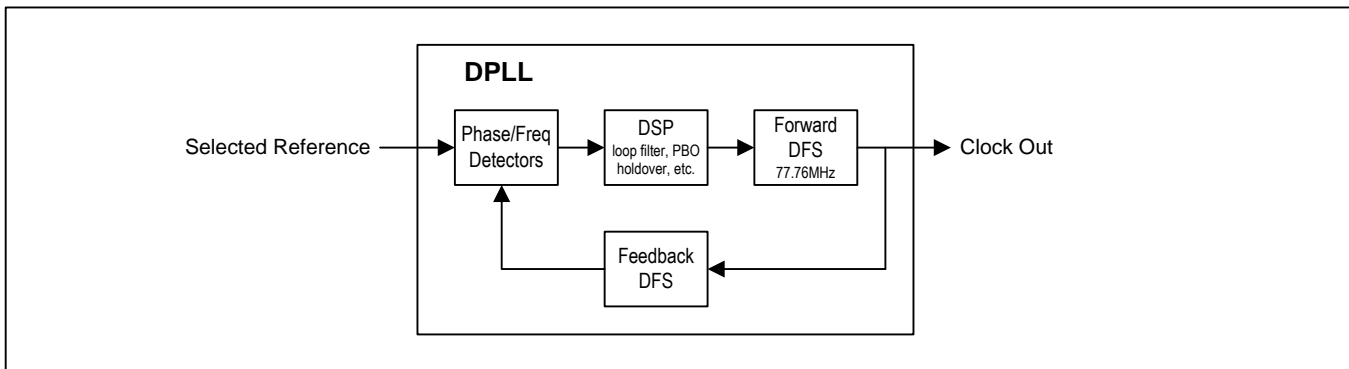 DPLL
Selected Reference
Phase/Freq
Detectors
DSP
loop filter, PBO
holdover, etc.
Forward
DFS
77.76MHz
Clock Out
Feedback
DFS